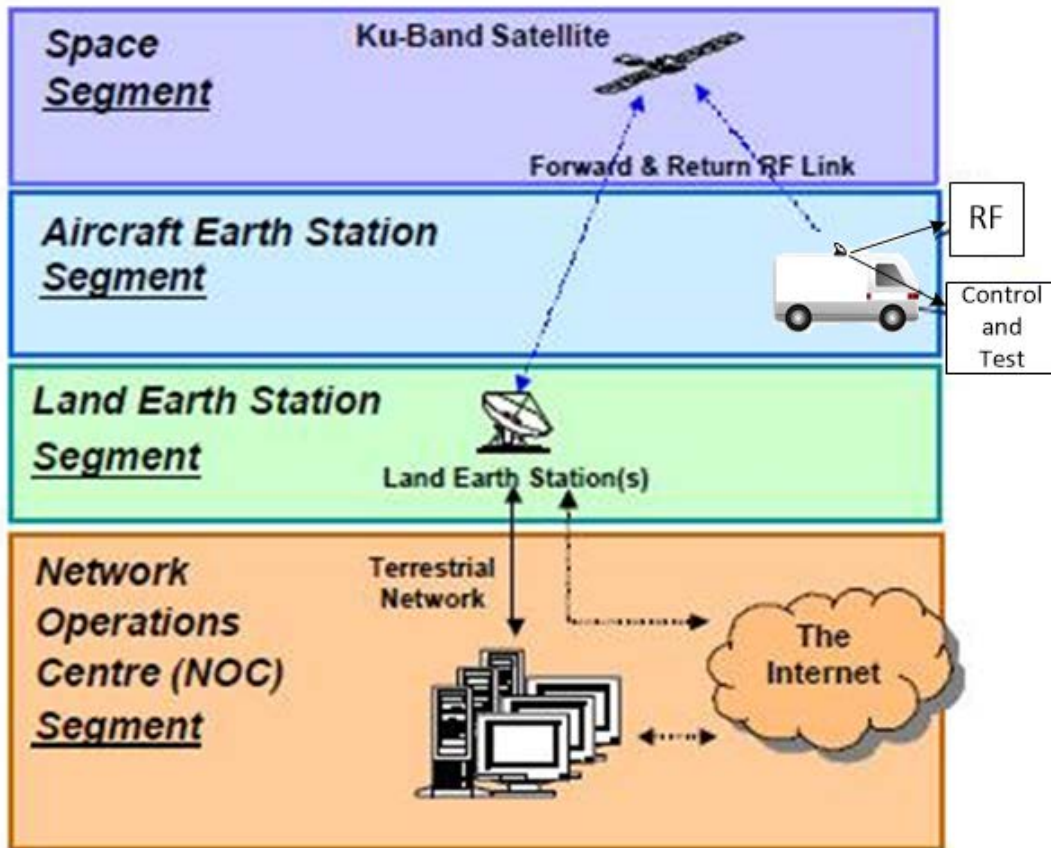 Space
Segment
Ku-Band Satellite
Forward & Return RF Link
Aircraft Earth Station
Segment
RF
Control
and
Test
Land Earth Station
Segment
Land Earth Station(s)
Network
Operations
Centre (NOC)
Segment
Terrestrial
Network
The
Internet